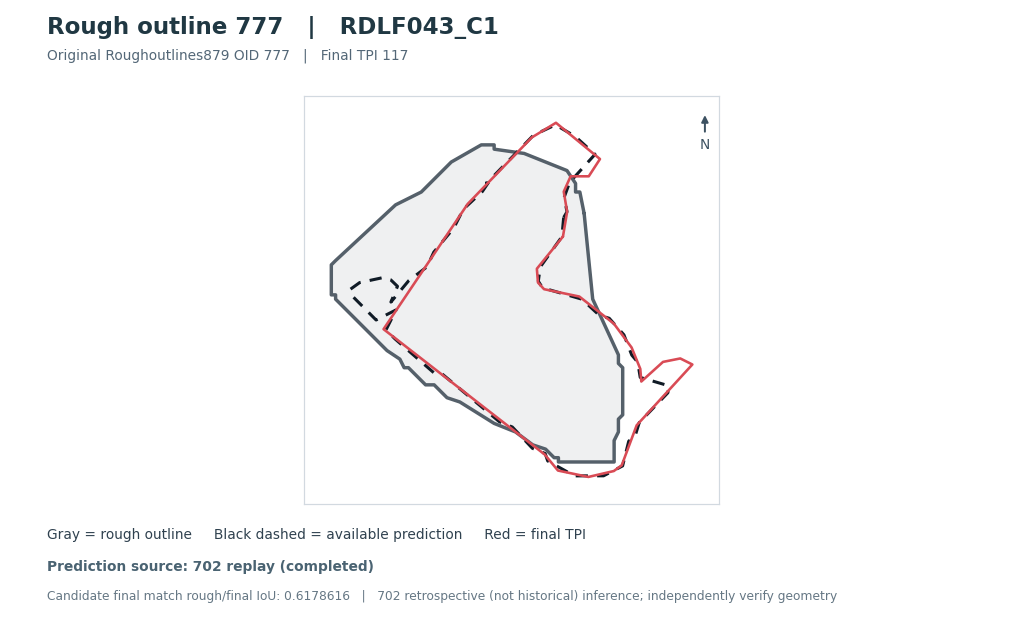 Rough outline 777   |   RDLF043_C1
Original Roughoutlines879 OID 777   |   Final TPI 117
N
Gray = rough outline     Black dashed = available prediction     Red = final TPI
Prediction source: 702 replay (completed)
Candidate final match rough/final IoU: 0.6178616   |   702 retrospective (not historical) inference; independently verify geometry